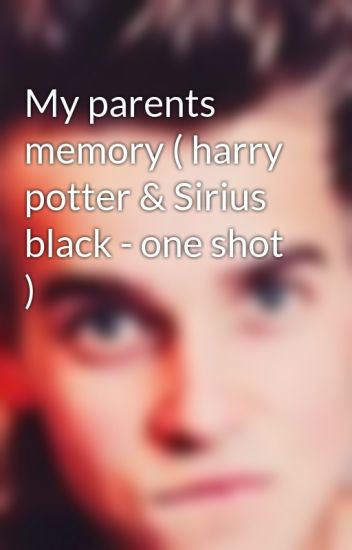 My parents
memory ( harry
potter & Sirius
black - one shot
)